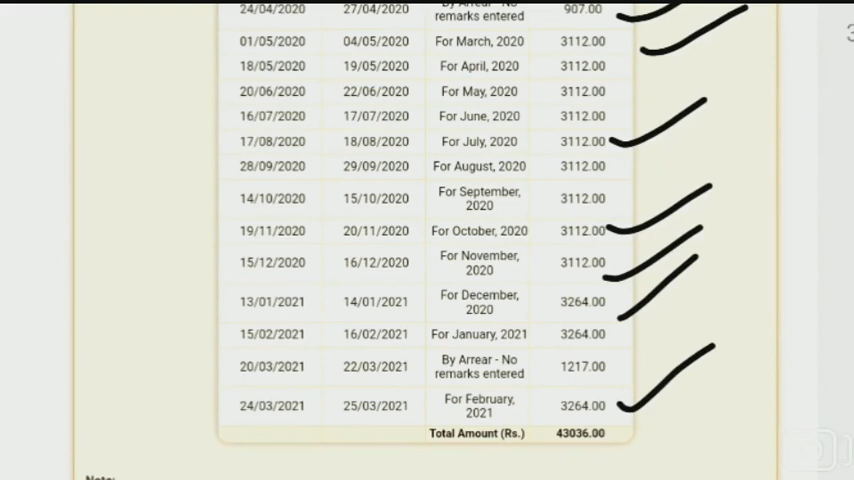 24/04/2020 27/04/2020 By Arrear - No remarks entered 907.00
01/05/2020 04/05/2020 For March, 2020 3112.00
18/05/2020 19/05/2020 For April, 2020 3112.00
20/06/2020 22/06/2020 For May, 2020 3112.00
16/07/2020 17/07/2020 For June, 2020 3112.00
17/08/2020 18/08/2020 For July, 2020 3112.00
28/09/2020 29/09/2020 For August, 2020 3112.00
14/10/2020 15/10/2020 For September, 2020 3112.00
19/11/2020 20/11/2020 For October, 2020 3112.00
15/12/2020 16/12/2020 For November, 2020 3112.00
13/01/2021 14/01/2021 For December, 2020 3264.00
15/02/2021 16/02/2021 For January, 2021 3264.00
20/03/2021 22/03/2021 By Arrear - No remarks entered 1217.00
24/03/2021 25/03/2021 For February, 2021 3264.00
Total Amount (Rs.) 43036.00